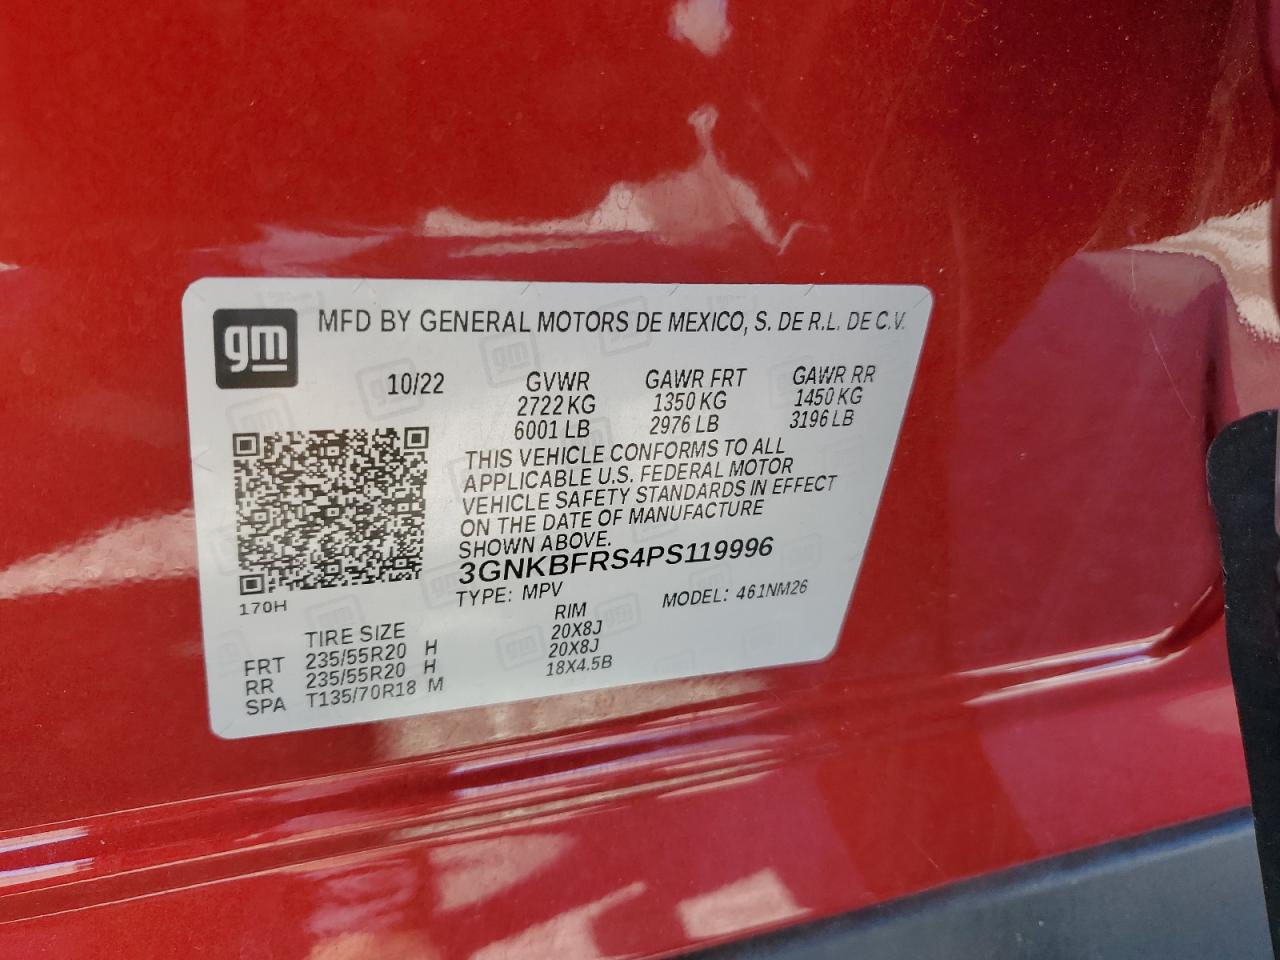 gm
MFD BY GENERAL MOTORS DE MEXICO, S. DE R.L. DE C.V.
10/22 GVWR GAWR FRT GAWR RR
2722 KG 1350 KG 1450 KG
6001 LB 2976 LB 3196 LB
THIS VEHICLE CONFORMS TO ALL
APPLICABLE U.S. FEDERAL MOTOR
VEHICLE SAFETY STANDARDS IN EFFECT
ON THE DATE OF MANUFACTURE
SHOWN ABOVE.
3GNKBFRS4PS119996
TYPE: MPV MODEL: 461NM26
170H
TIRE SIZE RIM
FRT 235/55R20 H 20X8J
RR 235/55R20 H 20X8J
SPA T135/70R18 M 18X4.5B